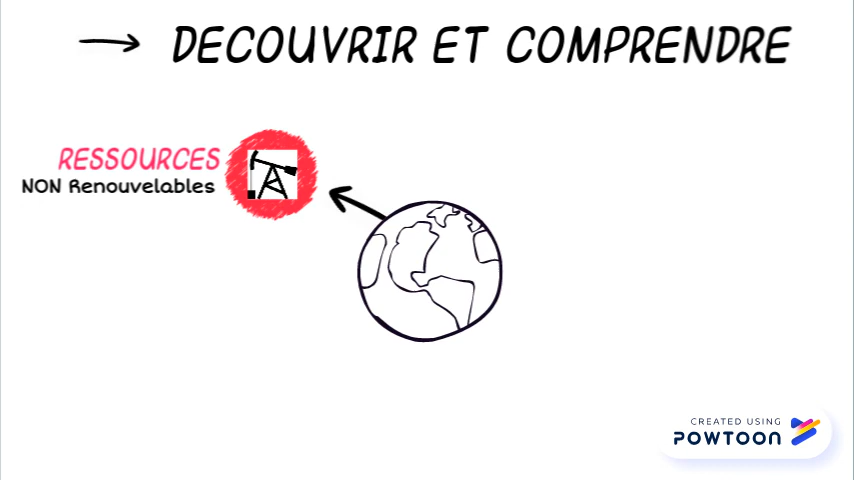 DECOUVRIR ET COMPRENDRE
RESSOURCES
NON Renouvelables
CREATED USING
POWTOON